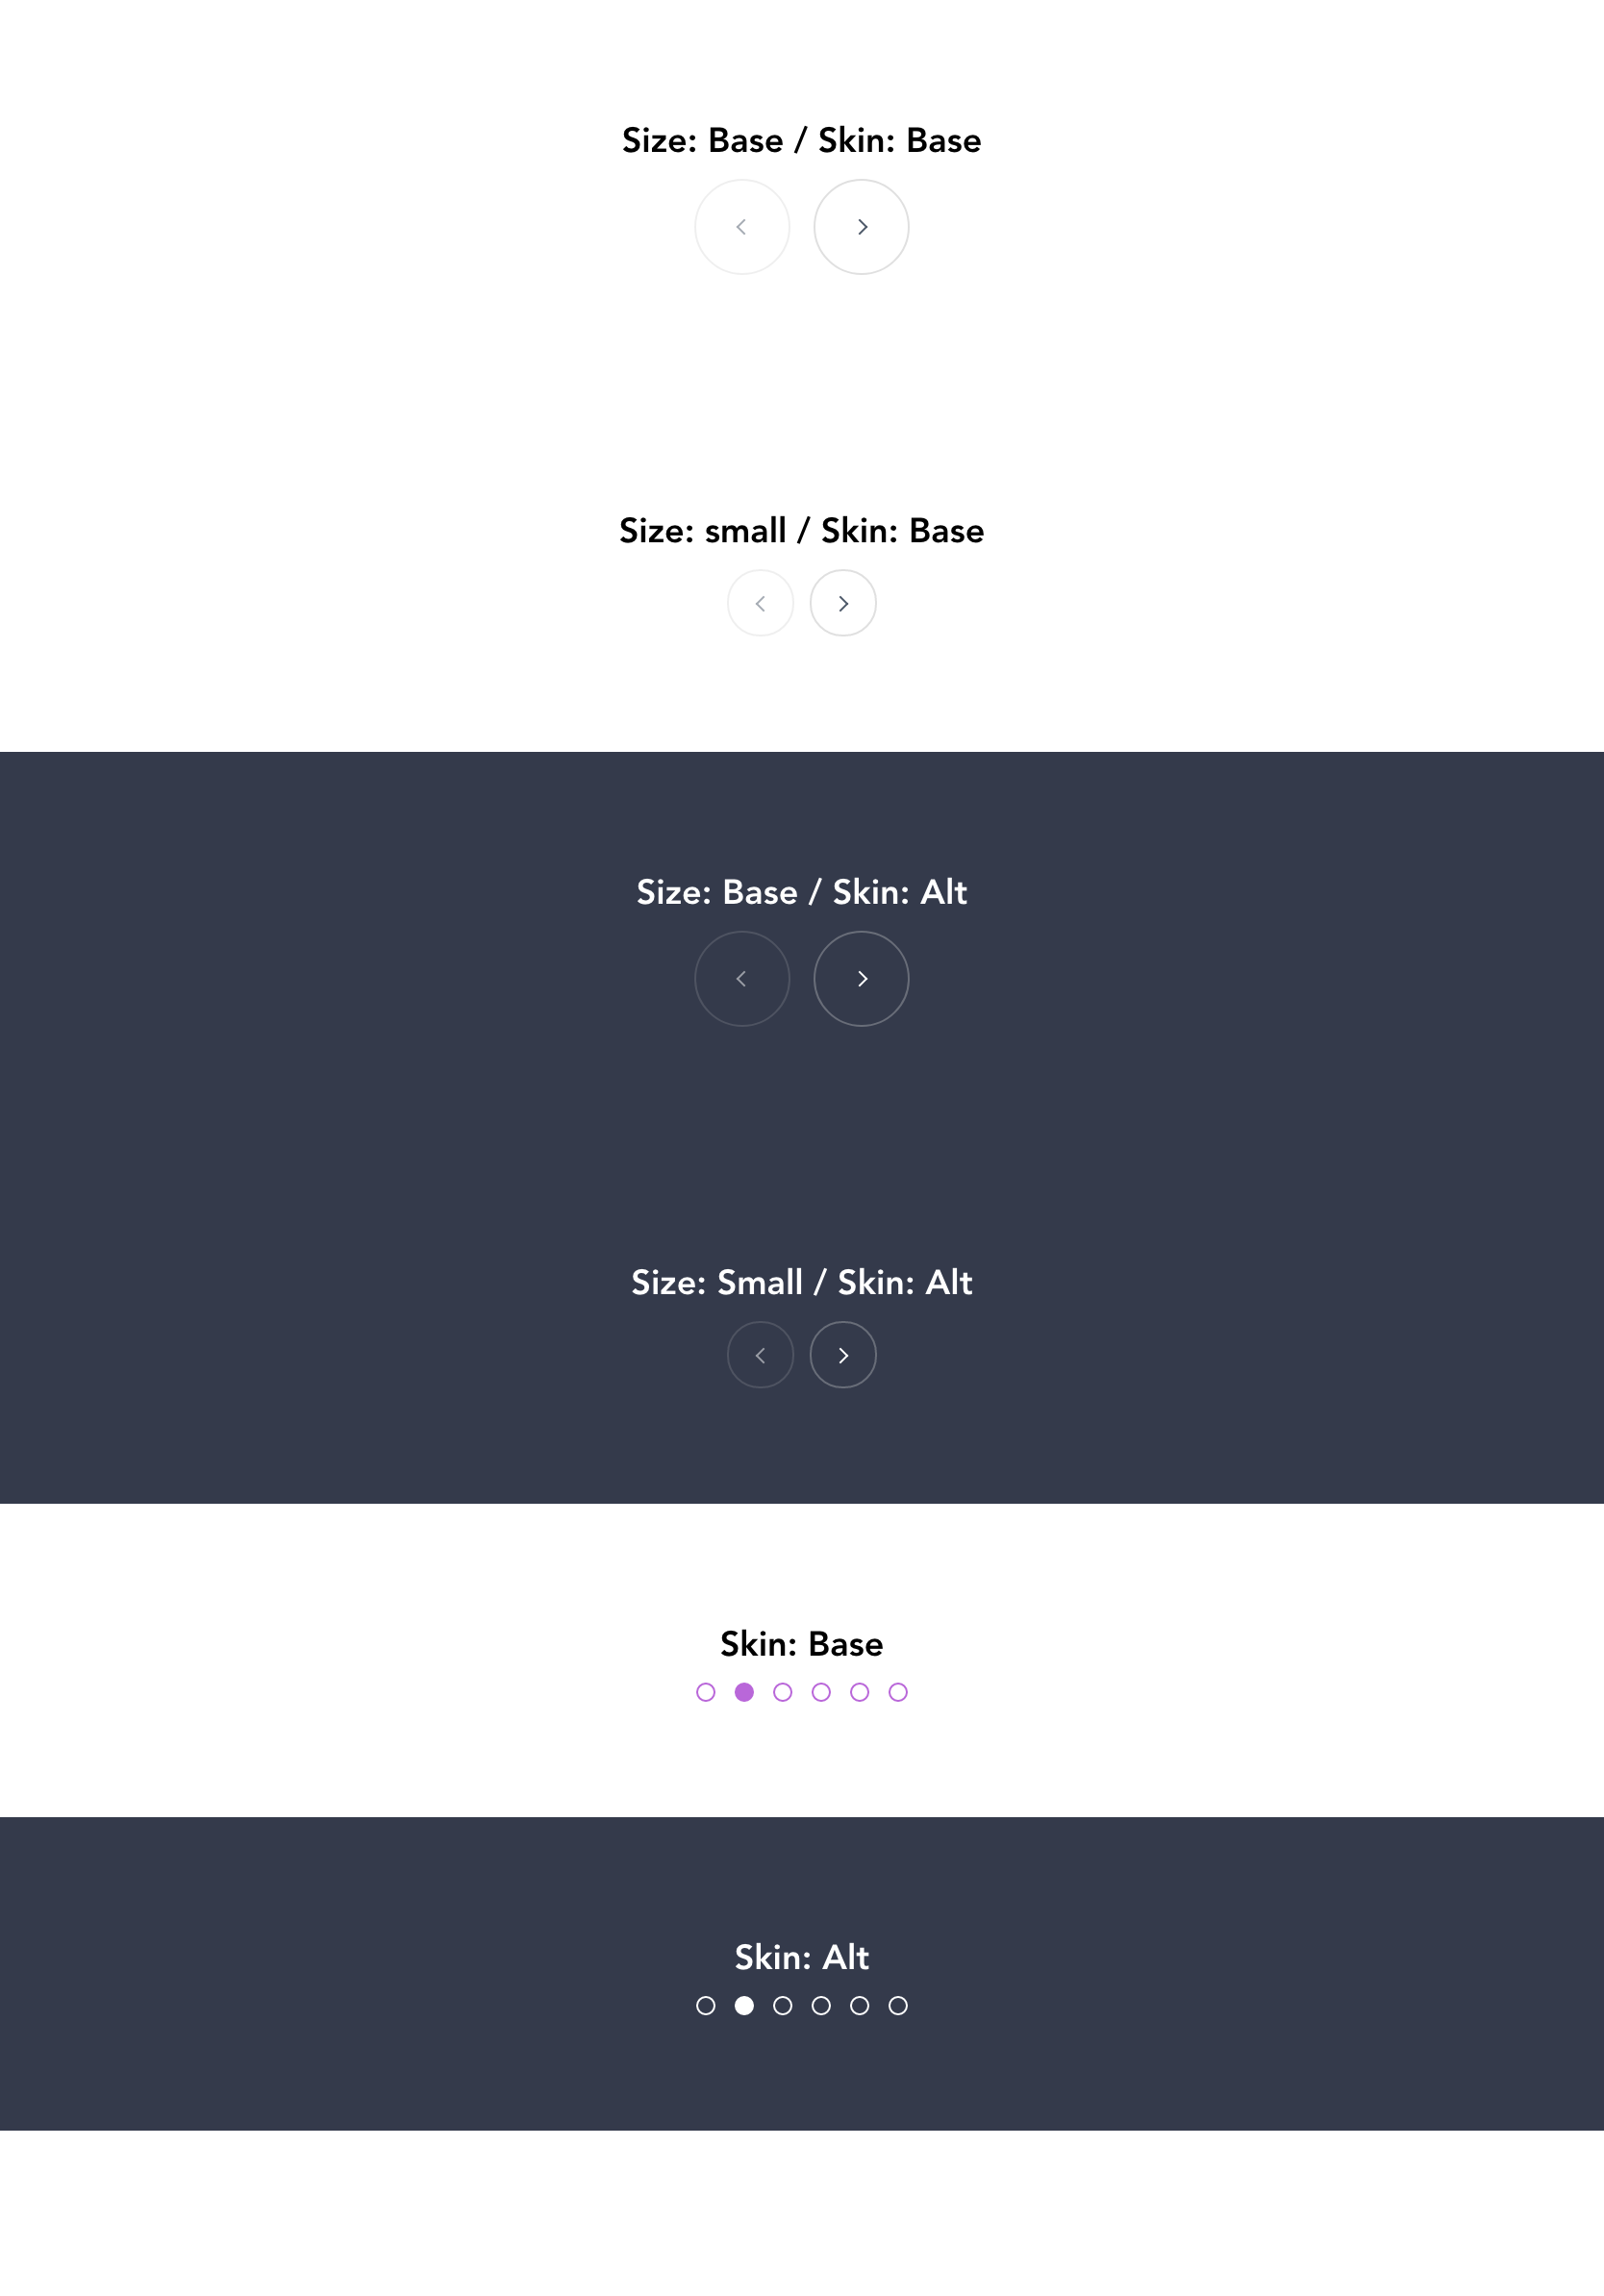 Size: Base / Skin: Base
Size: small / Skin: Base
Size: Base / Skin: Alt
Size: Small / Skin: Alt
Skin: Base
Skin: Alt